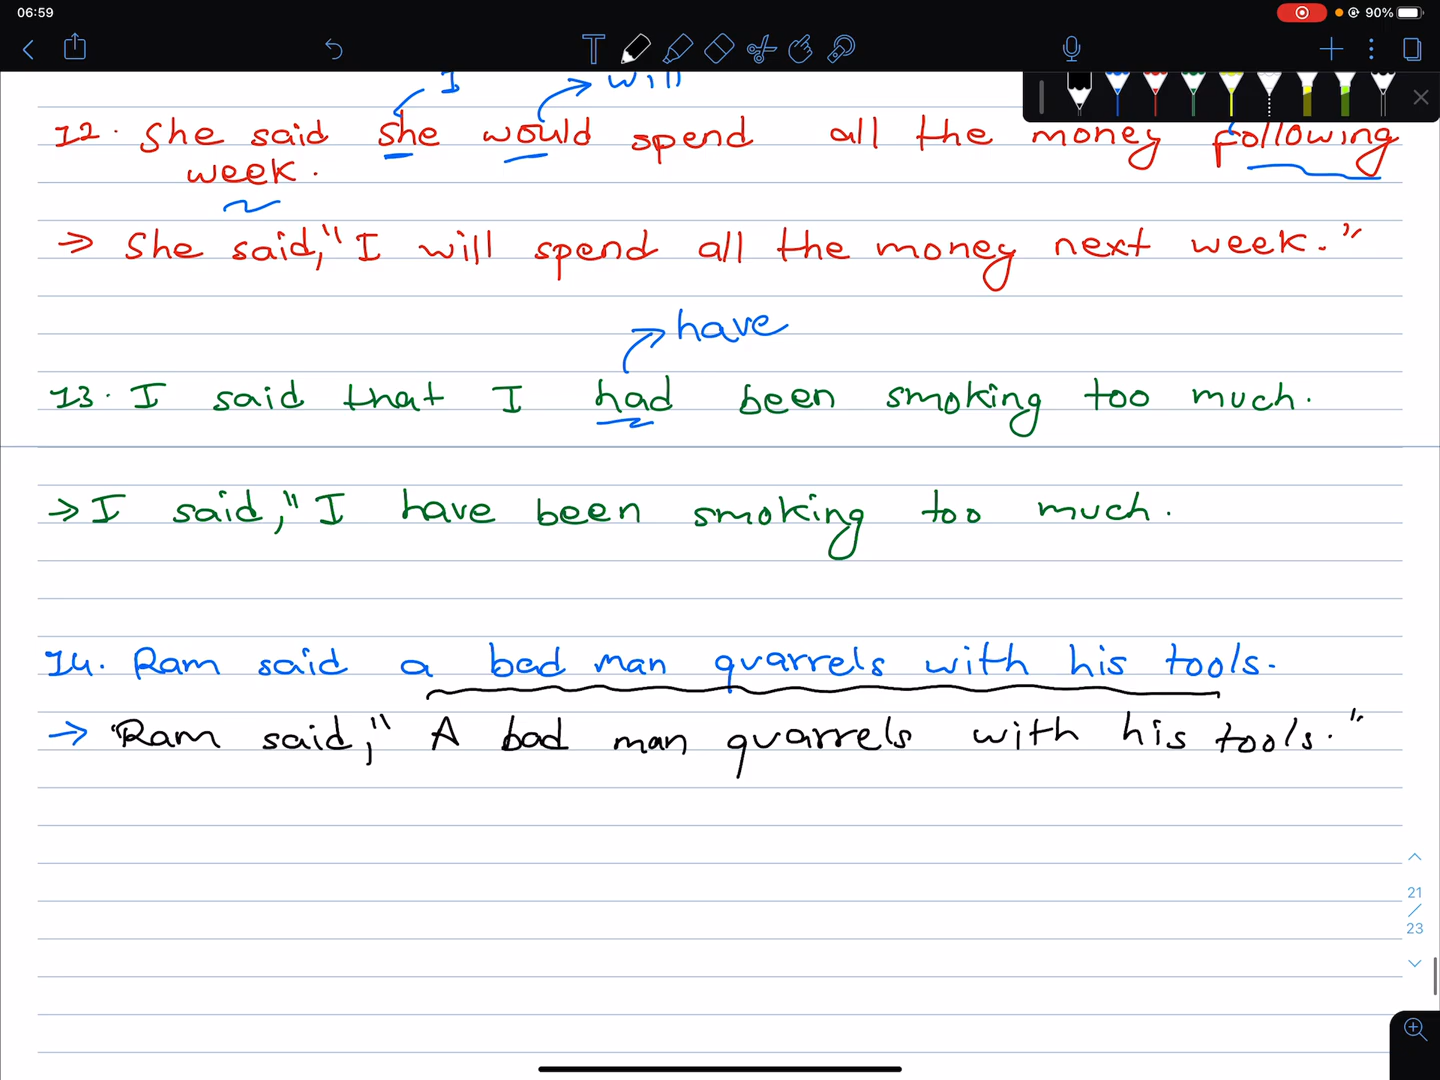 06:59
90%
I will
12. She said she would spend all the money following
week.
⇒ She said,"I will spend all the money next week."
have
13. I said that I had been smoking too much.
→ I said,"I have been smoking too much.
14. Ram said a bad man quarrels with his tools.
→ "Ram said," A bad man quarrels with his tools."
21
/
23